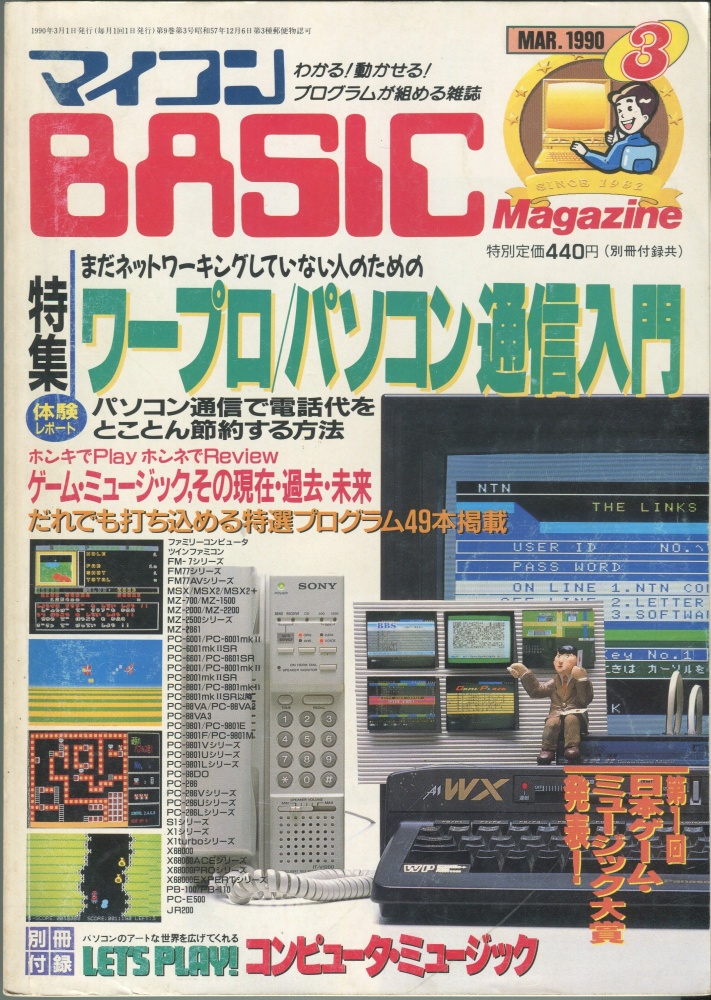 1990年3月1日発行(毎月1回1日発行)第9巻第3号昭和57年12月6日第3種郵便物認可
MAR. 1990 3
マイコン
わかる!動かせる!
プログラムが組める雑誌
BASIC
SINCE 1982
Magazine
特別定価440円(別冊付録共)
特集
まだネットワーキングしていない人のための
ワープロ/パソコン通信入門
体験
レポート
パソコン通信で電話代を
とことん節約する方法
ホンキでPlay ホンネでReview
ゲーム・ミュージック,その現在・過去・未来
だれでも打ち込める特選プログラム49本掲載
ファミリーコンピュータ
ツインファミコン
FM-7シリーズ
FM77シリーズ
FM77AVシリーズ
MSX/MSX2/MSX2+
MZ-700/MZ-1500
MZ-2000/MZ-2200
MZ-2500シリーズ
MZ-2861
PC-6001/PC-6001mkII
PC-6001mkIISR
PC-6601/PC-6601SR
PC-8001/PC-8001mkII
PC-8001mkIISR
PC-8801/PC-8801mkII
PC-88VA/PC-88VA2
PC-88VA3
PC-9801/PC-9801E
PC-9801F/PC-9801M
PC-9801Vシリーズ
PC-9801Uシリーズ
PC-9801Lシリーズ
PC-98DO
PC-286
PC-286Vシリーズ
PC-286Uシリーズ
PC-286Lシリーズ
S1シリーズ
X1シリーズ
X1turboシリーズ
X68000
X68000ACEシリーズ
X68000PROシリーズ
X68000EXPERTシリーズ
PB-100/PB-110
PC-E500
JR200
SONY
1 2 3
4 5 6
7 8 9
* 0 #
NTN
THE LINKS
USER ID NO.
PASS WORD
ON LINE 1.NTN CO
2.LETTER
3.SOFTWA
Key No.1
BBS
GAME PLAZA
A1 WX
第1回
日本ゲーム・
ミュージック大賞
発表!
別冊
付録
パソコンのアートな世界を広げてくれる
LET'S PLAY! コンピュータ・ミュージック